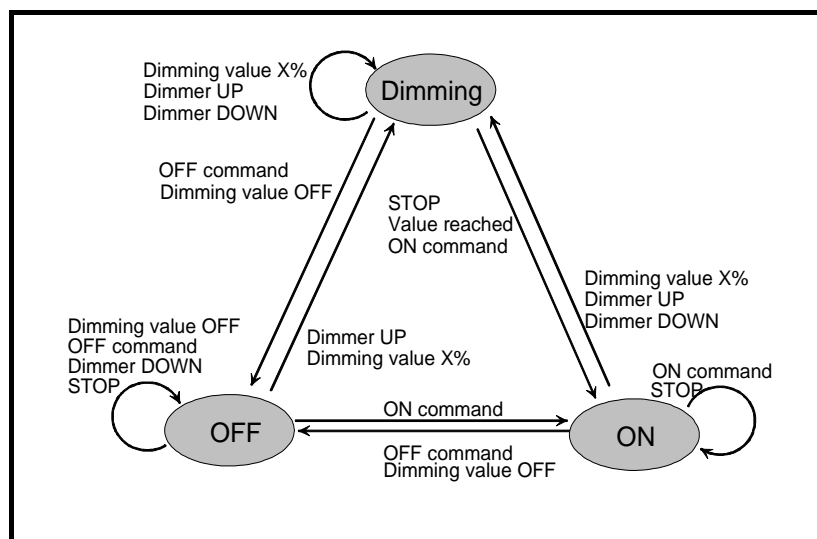 Dimming value X%
Dimmer UP
Dimmer DOWN
Dimming
OFF command
Dimming value OFF
STOP
Value reached
ON command
Dimming value X%
Dimmer UP
Dimmer DOWN
Dimming value OFF
OFF command
Dimmer DOWN
STOP
Dimmer UP
Dimming value X%
ON command
STOP
OFF
ON command
ON
OFF command
Dimming value OFF